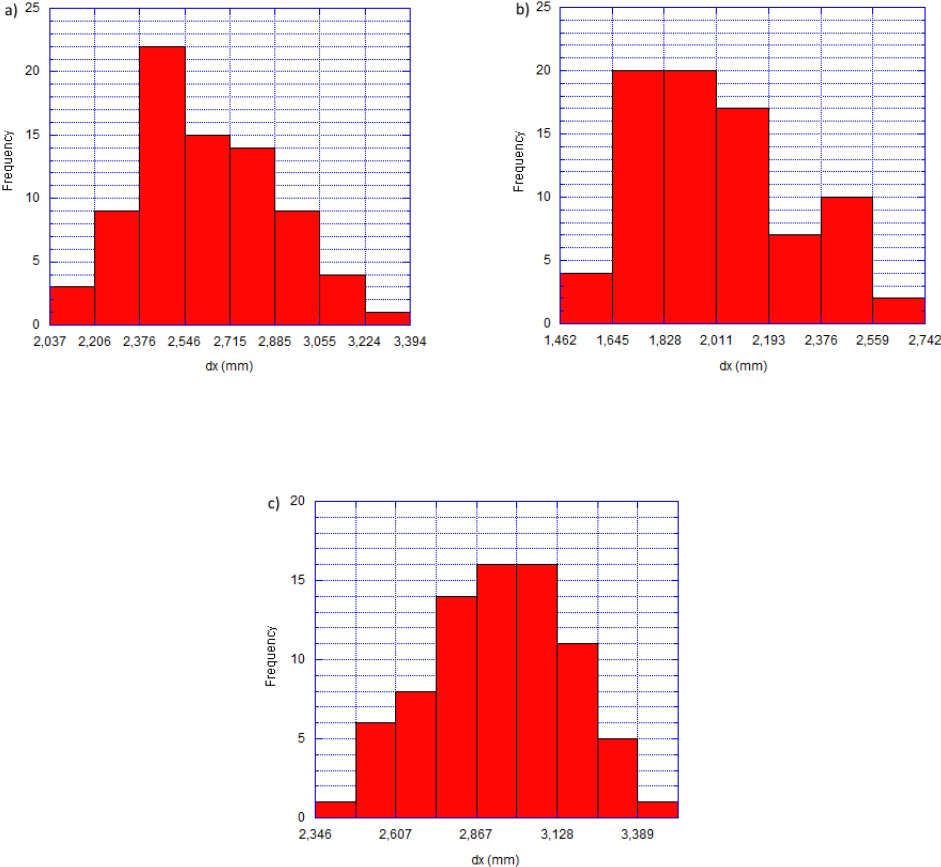 a)
25
20
15
10
5
0
Frequency
2,037 2,206 2,376 2,546 2,715 2,885 3,055 3,224 3,394
dx (mm)
b)
25
20
15
10
5
0
Frequency
1,462 1,645 1,828 2,011 2,193 2,376 2,559 2,742
dx (mm)
c)
20
15
10
5
0
Frequency
2,346 2,607 2,867 3,128 3,389
dx (mm)